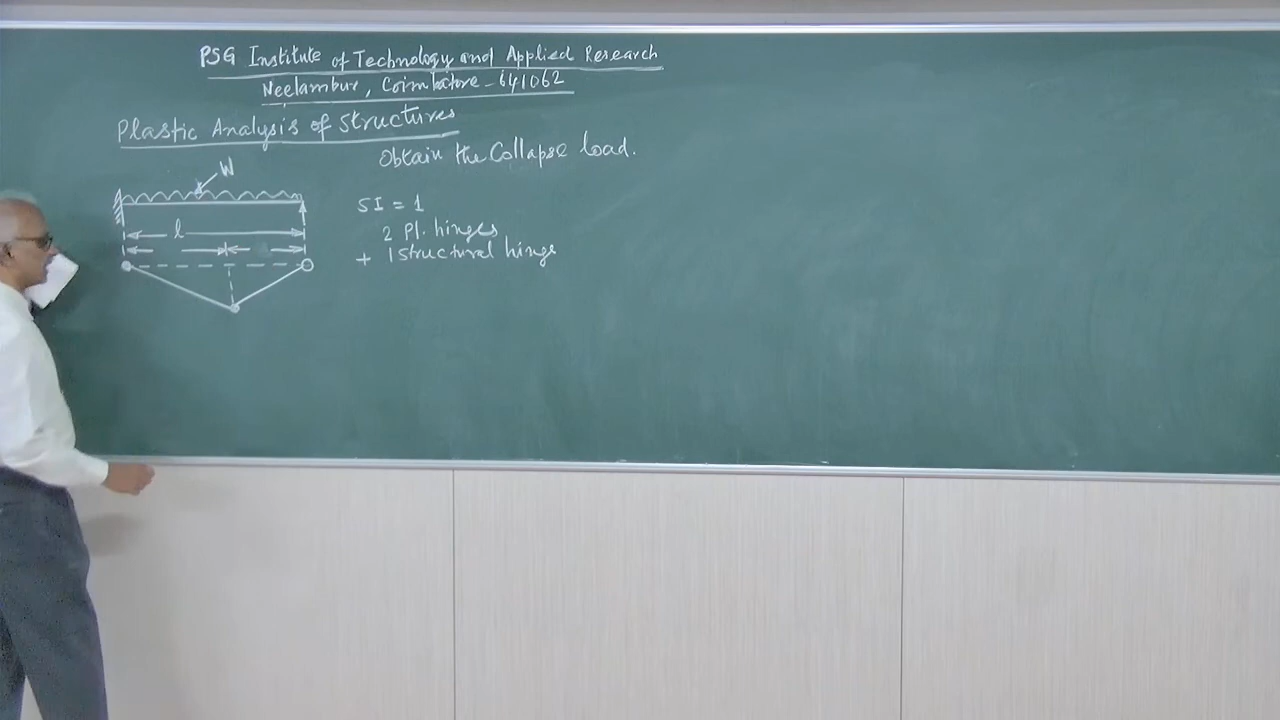 PSG Institute of Technology and Applied Research
Neelambur, Coimbatore - 641062
Plastic Analysis of Structures
Obtain the Collapse load.
W
SI = 1
l
2 Pl. hinges
+ 1 structural hinge